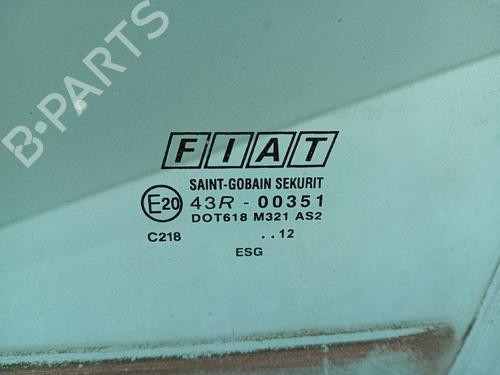 B-PARTS
FIAT
SAINT-GOBAIN SEKURIT
E20 43R - 00351
DOT618 M321 AS2
C218 ..12
ESG